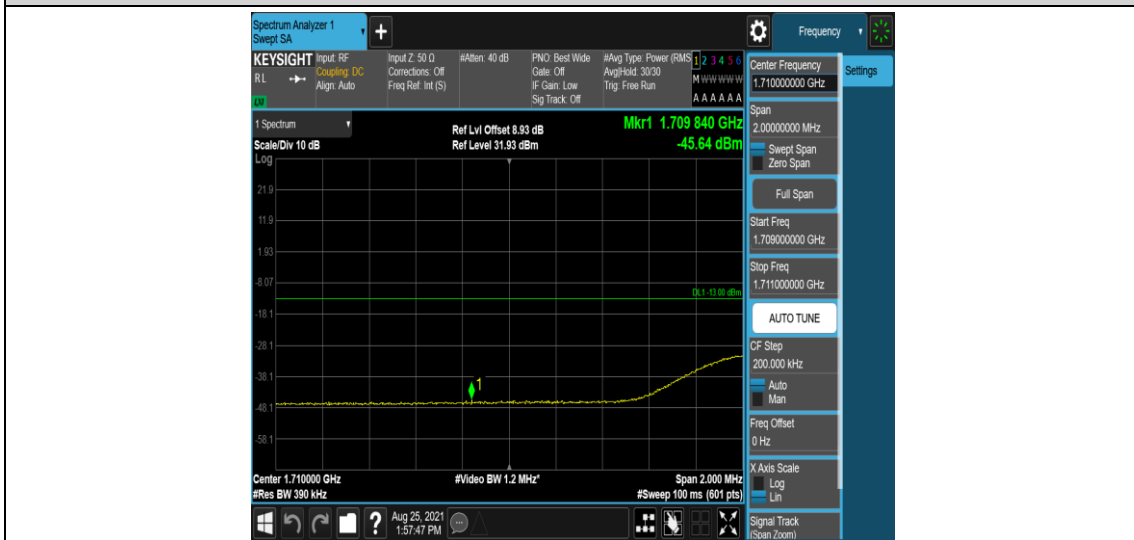 Spectrum Analyzer 1
Swept SA
+
Frequency
KEYSIGHT
RL
Input: RF
Coupling: DC
Align: Auto
Input Z: 50 Ω
Corrections: Off
Freq Ref: Int (S)
#Atten: 40 dB
PNO: Best Wide
Gate: Off
IF Gain: Low
Sig Track: Off
#Avg Type: Power (RMS
Avg|Hold: 30/30
Trig: Free Run
1 2 3 4 5 6
M W W W W W
A A A A A A
1 Spectrum
Scale/Div 10 dB
Ref Lvl Offset 8.93 dB
Ref Level 31.93 dBm
Mkr1 1.709 840 GHz
-45.64 dBm
Log
21.9
11.9
1.93
-8.07
DL1 -13.00 dBm
-18.1
-28.1
-38.1
1
-48.1
-58.1
Center 1.710000 GHz
#Video BW 1.2 MHz*
Span 2.000 MHz
#Res BW 390 kHz
#Sweep 100 ms (601 pts)
?
Aug 25, 2021
1:57:47 PM
Center Frequency
1.710000000 GHz
Settings
Span
2.00000000 MHz
Swept Span
Zero Span
Full Span
Start Freq
1.709000000 GHz
Stop Freq
1.711000000 GHz
AUTO TUNE
CF Step
200.000 kHz
Auto
Man
Freq Offset
0 Hz
X Axis Scale
Log
Lin
Signal Track
(Span Zoom)